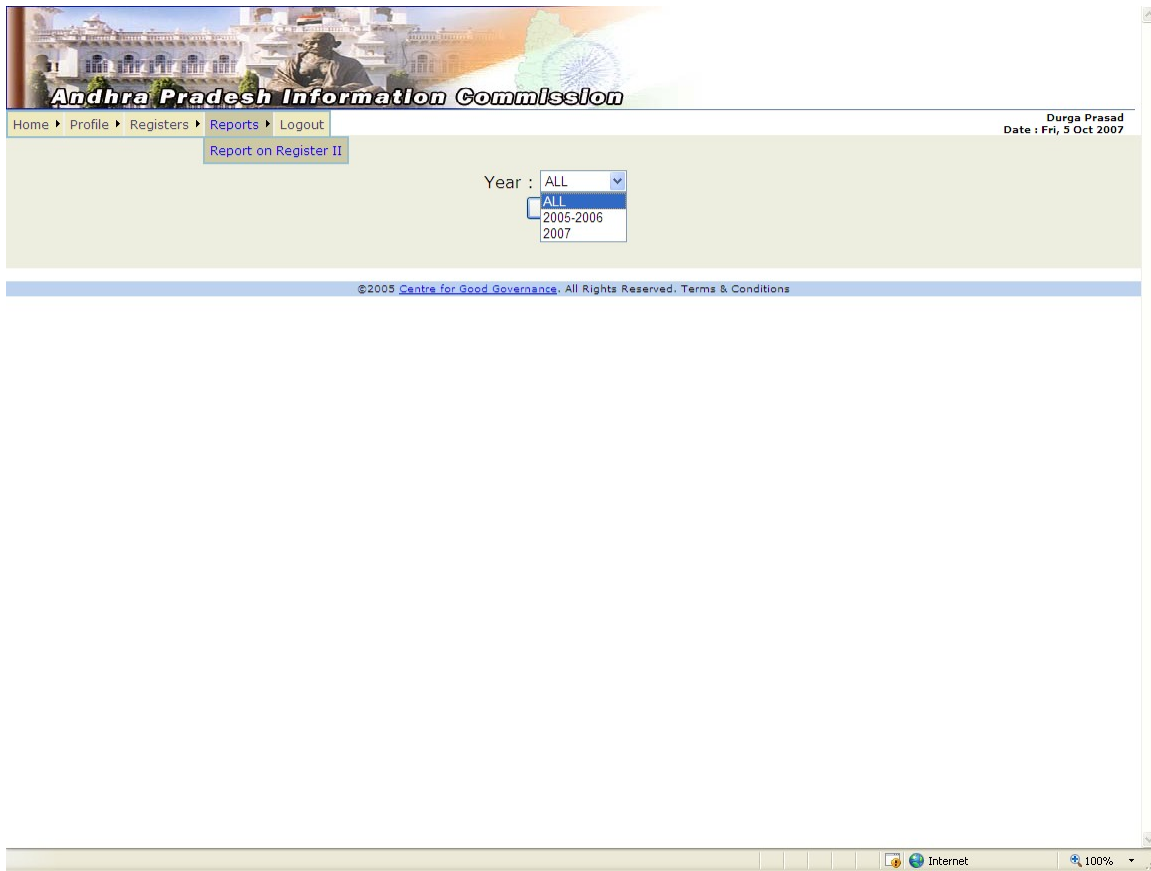 Andhra Pradesh Information Commission
Home Profile Registers Reports Logout
Durga Prasad
Date : Fri, 5 Oct 2007
Report on Register II
Year : ALL
ALL
2005-2006
2007
©2005 Centre for Good Governance. All Rights Reserved. Terms & Conditions
Internet 100%